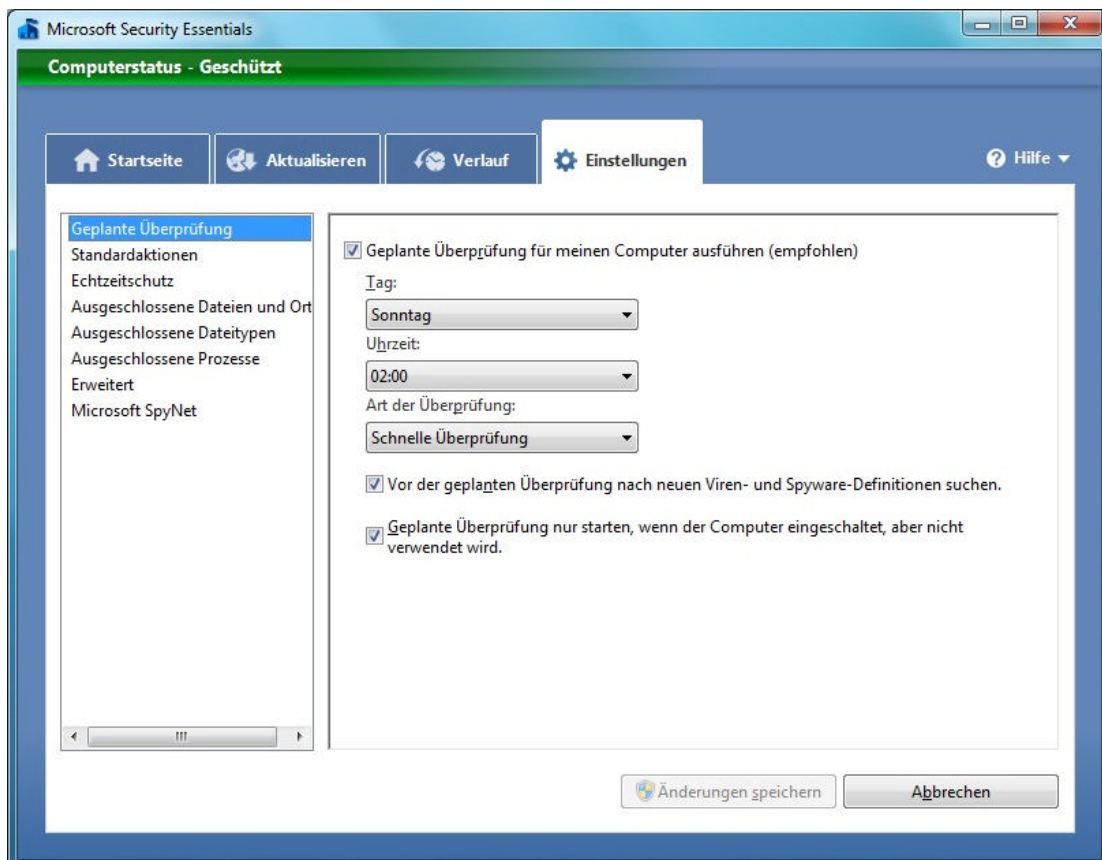 Microsoft Security Essentials
Computerstatus - Geschützt
Startseite
Aktualisieren
Verlauf
Einstellungen
Hilfe
Geplante Überprüfung
Standardaktionen
Echtzeitschutz
Ausgeschlossene Dateien und Ort
Ausgeschlossene Dateitypen
Ausgeschlossene Prozesse
Erweitert
Microsoft SpyNet
Geplante Überprüfung für meinen Computer ausführen (empfohlen)
Tag:
Sonntag
Uhrzeit:
02:00
Art der Überprüfung:
Schnelle Überprüfung
Vor der geplanten Überprüfung nach neuen Viren- und Spyware-Definitionen suchen.
Geplante Überprüfung nur starten, wenn der Computer eingeschaltet, aber nicht
verwendet wird.
Änderungen speichern
Abbrechen